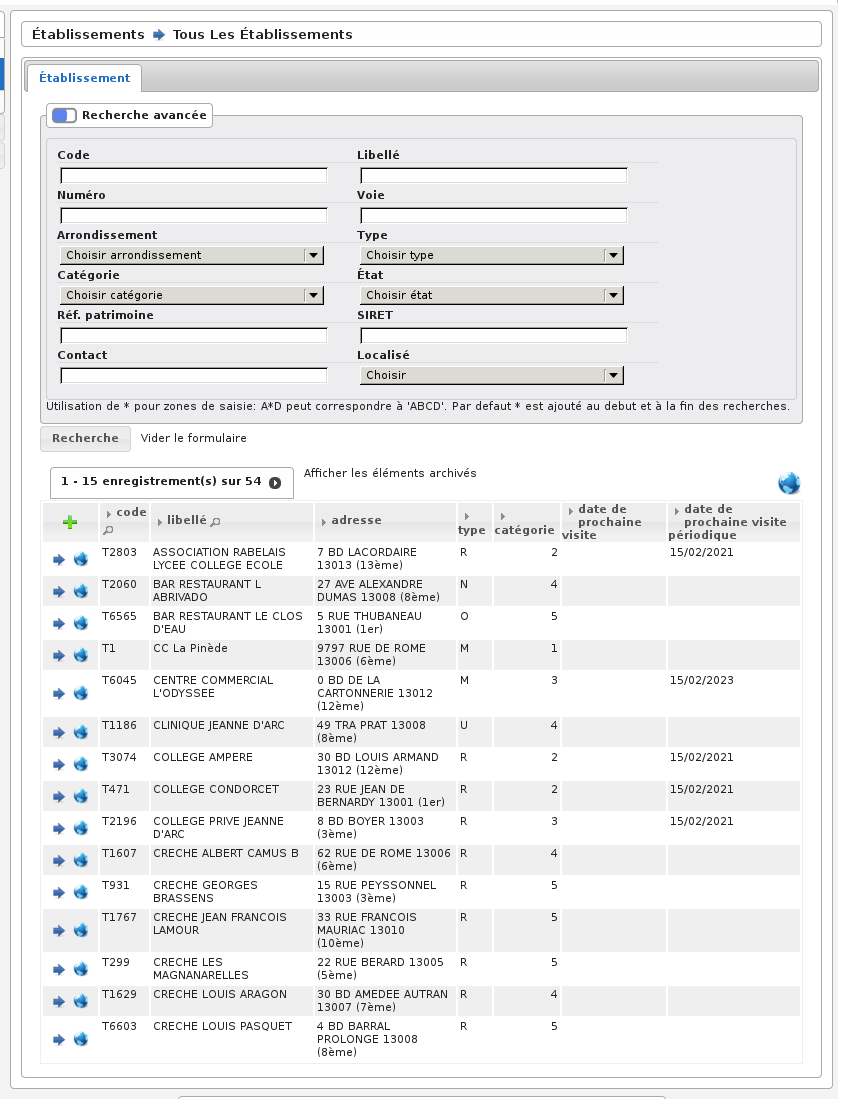 Établissements Tous Les Établissements
Établissement
Recherche avancée
Code Libellé
Numéro Voie
Arrondissement Type
Choisir arrondissement Choisir type
Catégorie État
Choisir catégorie Choisir état
Réf. patrimoine SIRET
Contact Localisé
Choisir
Utilisation de * pour zones de saisie: A*D peut correspondre à 'ABCD'. Par defaut * est ajouté au debut et à la fin des recherches.
Recherche Vider le formulaire
1 - 15 enregistrement(s) sur 54 Afficher les éléments archivés
code libellé adresse type catégorie date de prochaine visite date de prochaine visite périodique
T2803 ASSOCIATION RABELAIS 7 BD LACORDAIRE R 2 15/02/2021
LYCEE COLLEGE ECOLE 13013 (13ème)
T2060 BAR RESTAURANT L 27 AVE ALEXANDRE N 4
ABRIVADO DUMAS 13008 (8ème)
T6565 BAR RESTAURANT LE CLOS 5 RUE THUBANEAU O 5
D'EAU 13001 (1er)
T1 CC La Pinède 9797 RUE DE ROME M 1
13006 (6ème)
T6045 CENTRE COMMERCIAL 0 BD DE LA M 3 15/02/2023
L'ODYSSEE CARTONNERIE 13012
(12ème)
T1186 CLINIQUE JEANNE D'ARC 49 TRA PRAT 13008 U 4
(8ème)
T3074 COLLEGE AMPERE 30 BD LOUIS ARMAND R 2 15/02/2021
13012 (12ème)
T471 COLLEGE CONDORCET 23 RUE JEAN DE R 2 15/02/2021
BERNARDY 13001 (1er)
T2196 COLLEGE PRIVE JEANNE 8 BD BOYER 13003 R 3 15/02/2021
D'ARC (3ème)
T1607 CRECHE ALBERT CAMUS B 62 RUE DE ROME 13006 R 4
(6ème)
T931 CRECHE GEORGES 15 RUE PEYSSONNEL R 5
BRASSENS 13003 (3ème)
T1767 CRECHE JEAN FRANCOIS 33 RUE FRANCOIS R 5
LAMOUR MAURIAC 13010
(10ème)
T299 CRECHE LES 22 RUE BERARD 13005 R 5
MAGNANARELLES (5ème)
T1629 CRECHE LOUIS ARAGON 30 BD AMEDEE AUTRAN R 4
13007 (7ème)
T6603 CRECHE LOUIS PASQUET 4 BD BARRAL R 5
PROLONGE 13008
(8ème)